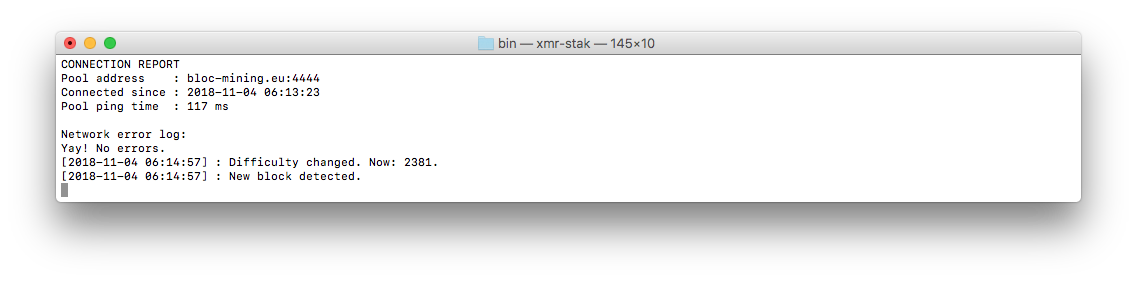 bin — xmr-stak — 145×10
CONNECTION REPORT
Pool address    : bloc-mining.eu:4444
Connected since : 2018-11-04 06:13:23
Pool ping time  : 117 ms
Network error log:
Yay! No errors.
[2018-11-04 06:14:57] : Difficulty changed. Now: 2381.
[2018-11-04 06:14:57] : New block detected.